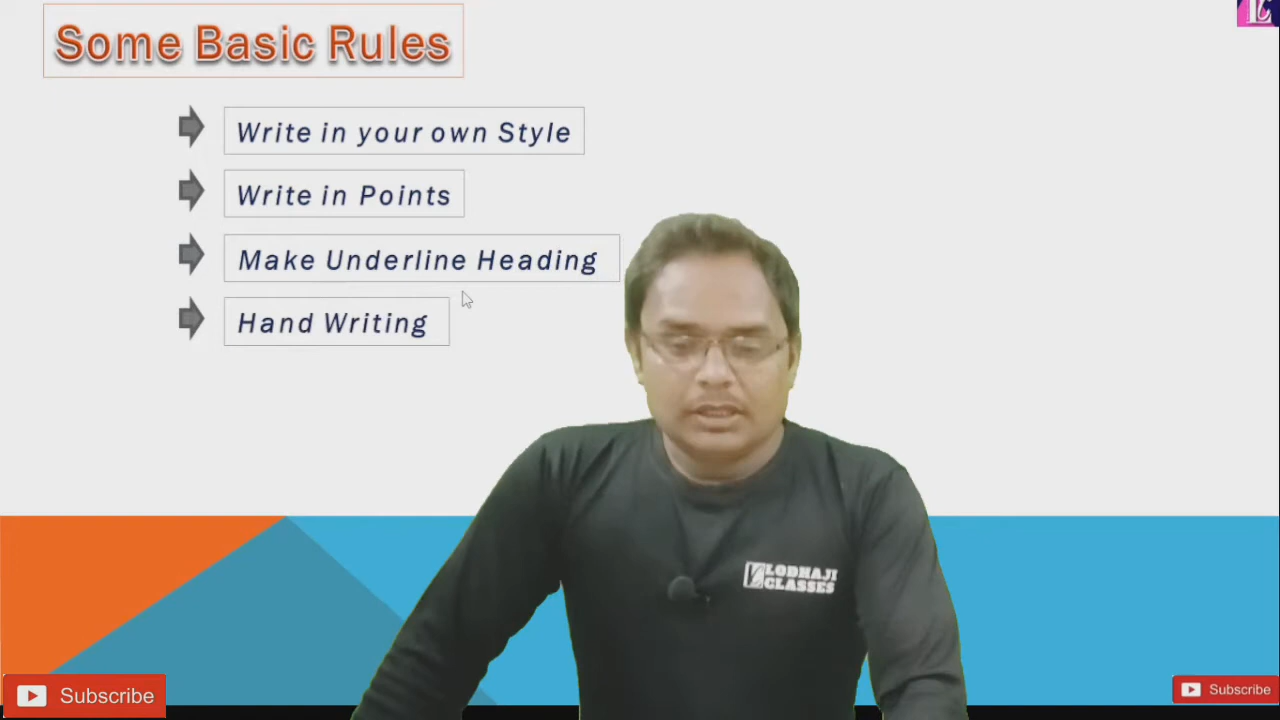 Some Basic Rules
Write in your own Style
Write in Points
Make Underline Heading
Hand Writing
LODHAJI
CLASSES
Subscribe
Subscribe